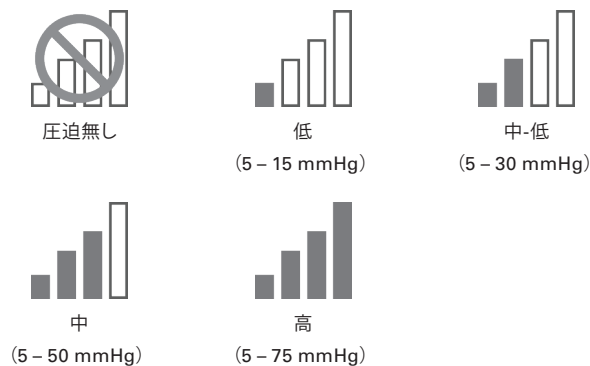 圧迫無し
低
(5 – 15 mmHg)
中-低
(5 – 30 mmHg)
中
(5 – 50 mmHg)
高
(5 – 75 mmHg)